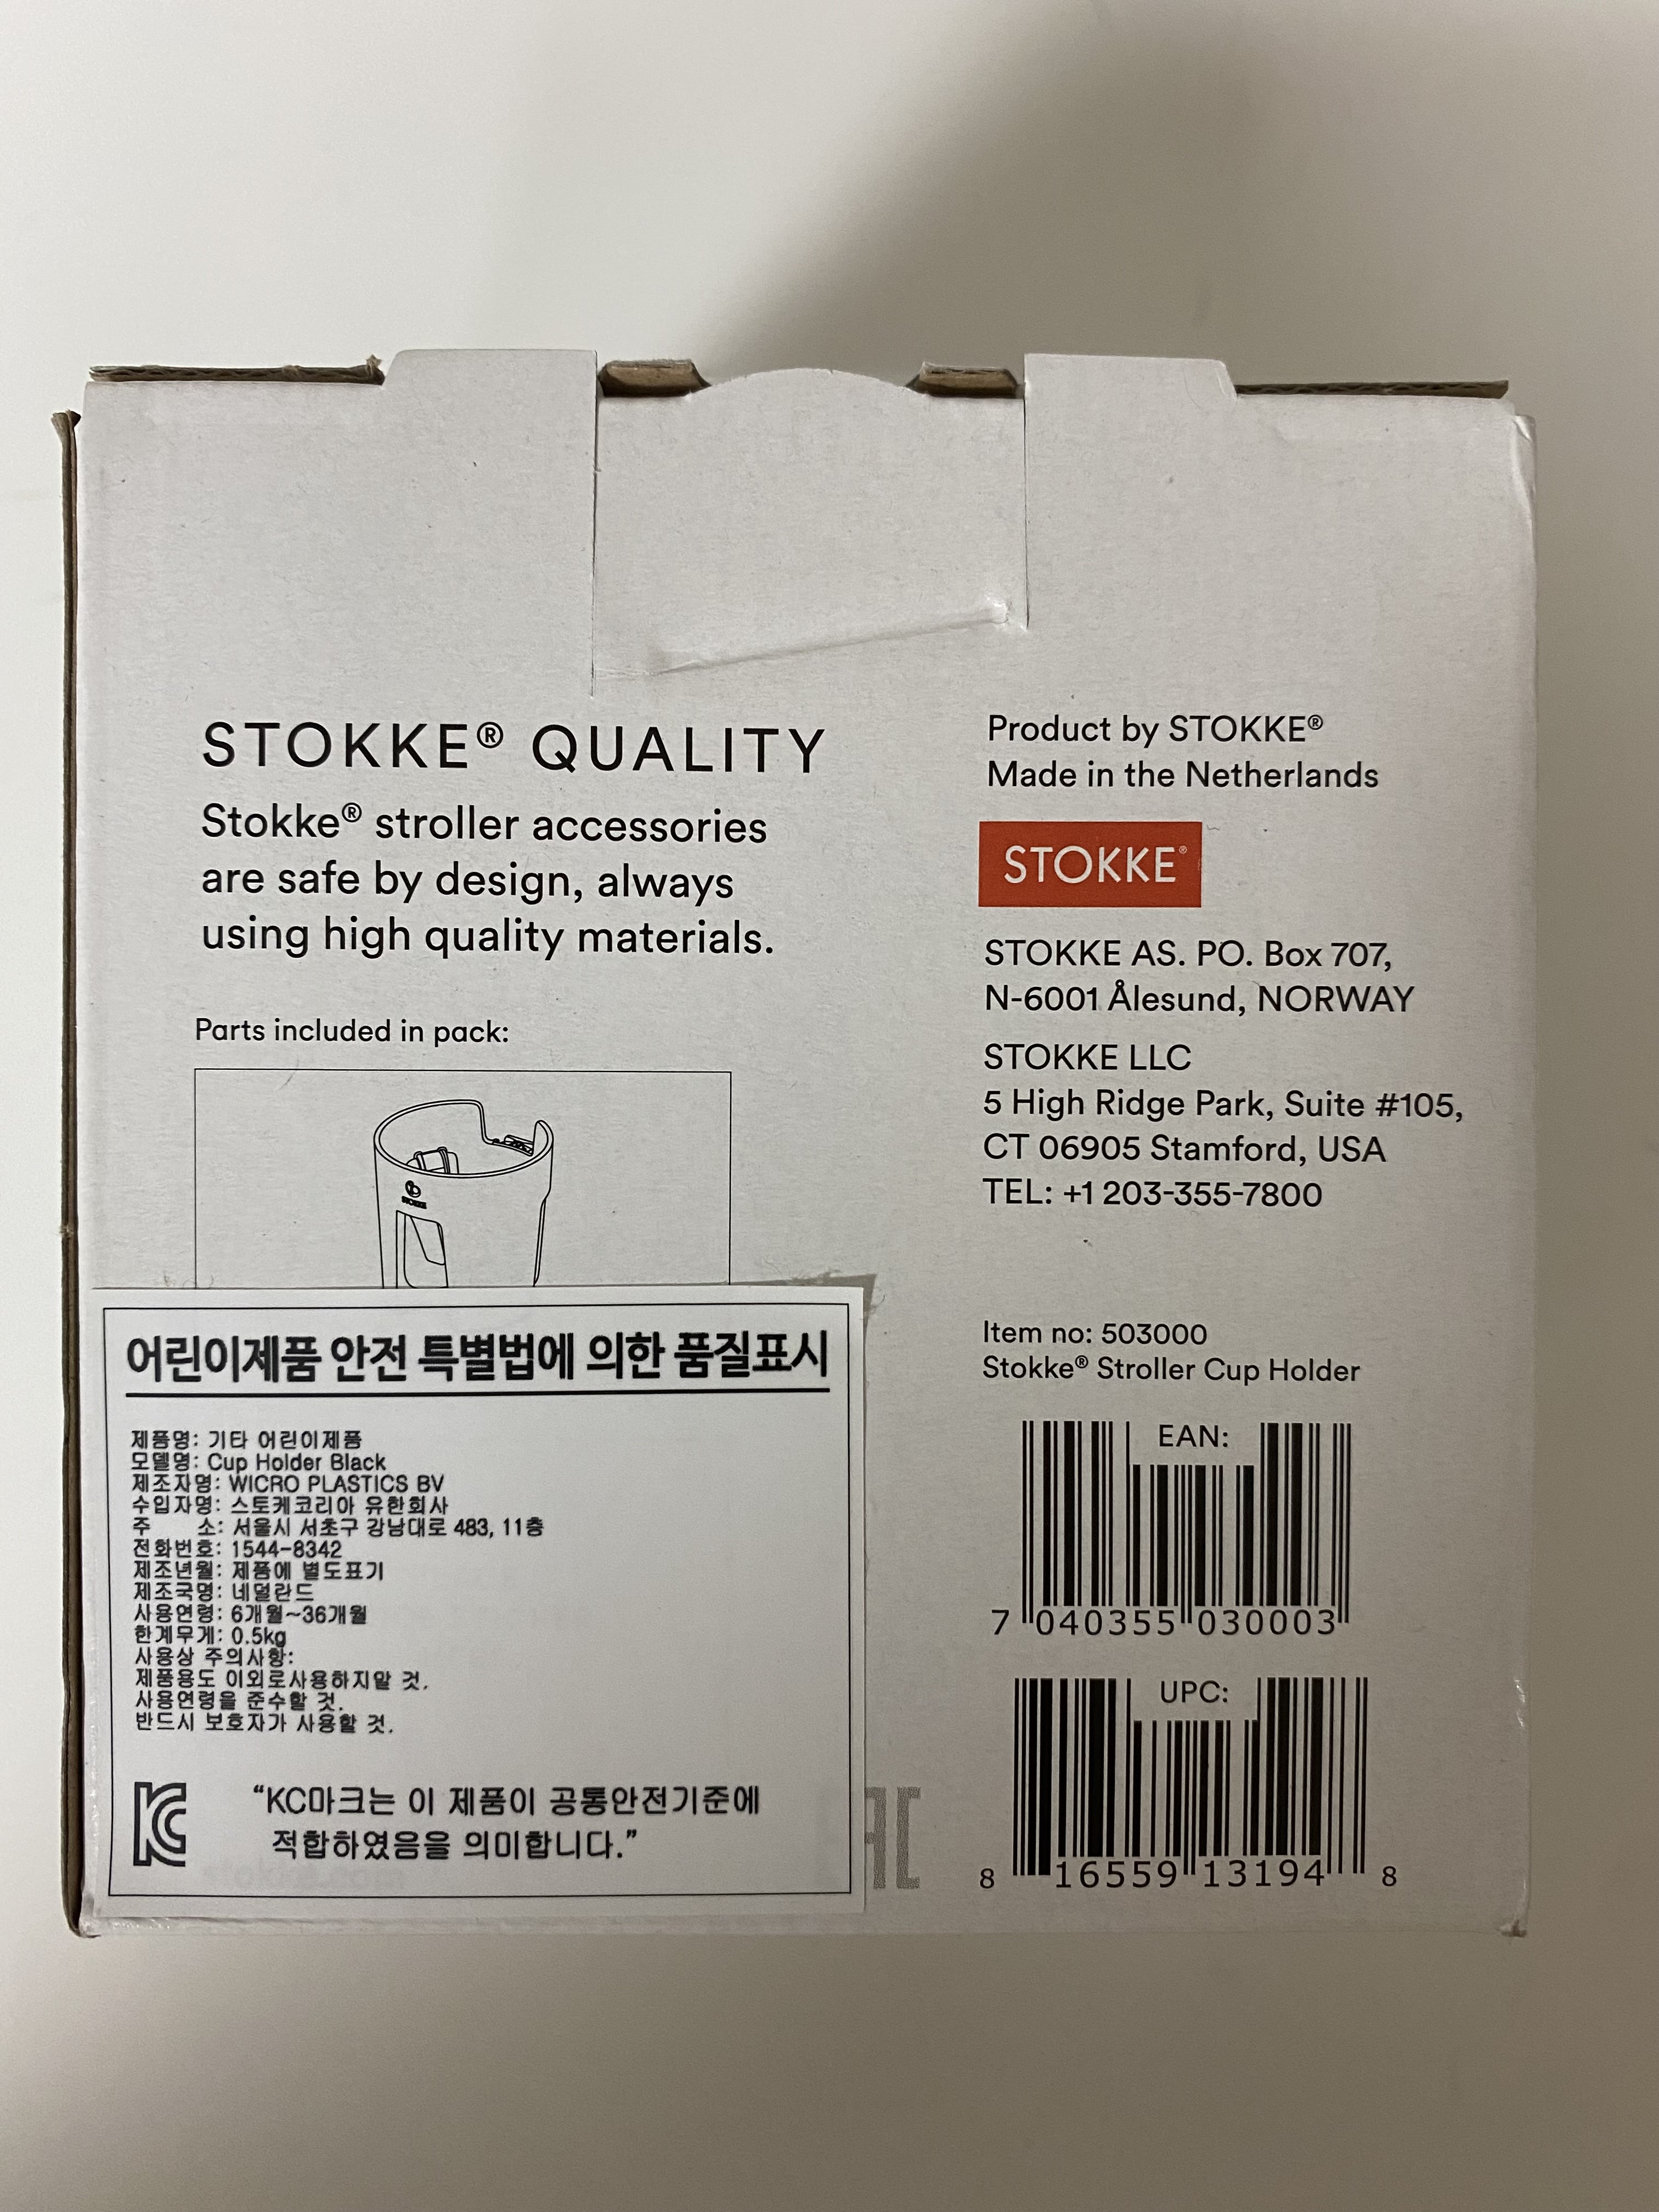 STOKKE® QUALITY
Stokke® stroller accessories
are safe by design, always
using high quality materials.
Parts included in pack:
STOKKE
Product by STOKKE®
Made in the Netherlands
STOKKE®
STOKKE AS. PO. Box 707,
N-6001 Ålesund, NORWAY
STOKKE LLC
5 High Ridge Park, Suite #105,
CT 06905 Stamford, USA
TEL: +1 203-355-7800
Item no: 503000
Stokke® Stroller Cup Holder
EAN:
7 040355 030003
UPC:
8 16559 13194 8
어린이제품 안전 특별법에 의한 품질표시
제품명: 기타 어린이제품
모델명: Cup Holder Black
제조자명: WICRO PLASTICS BV
수입자명: 스토케코리아 유한회사
주 소: 서울시 서초구 강남대로 483, 11층
전화번호: 1544-8342
제조년월: 제품에 별도표기
제조국명: 네덜란드
사용연령: 6개월~36개월
한계무게: 0.5kg
사용상 주의사항:
제품용도 이외로사용하지말 것.
사용연령을 준수할 것.
반드시 보호자가 사용할 것.
KC
“KC마크는 이 제품이 공통안전기준에
적합하였음을 의미합니다.”